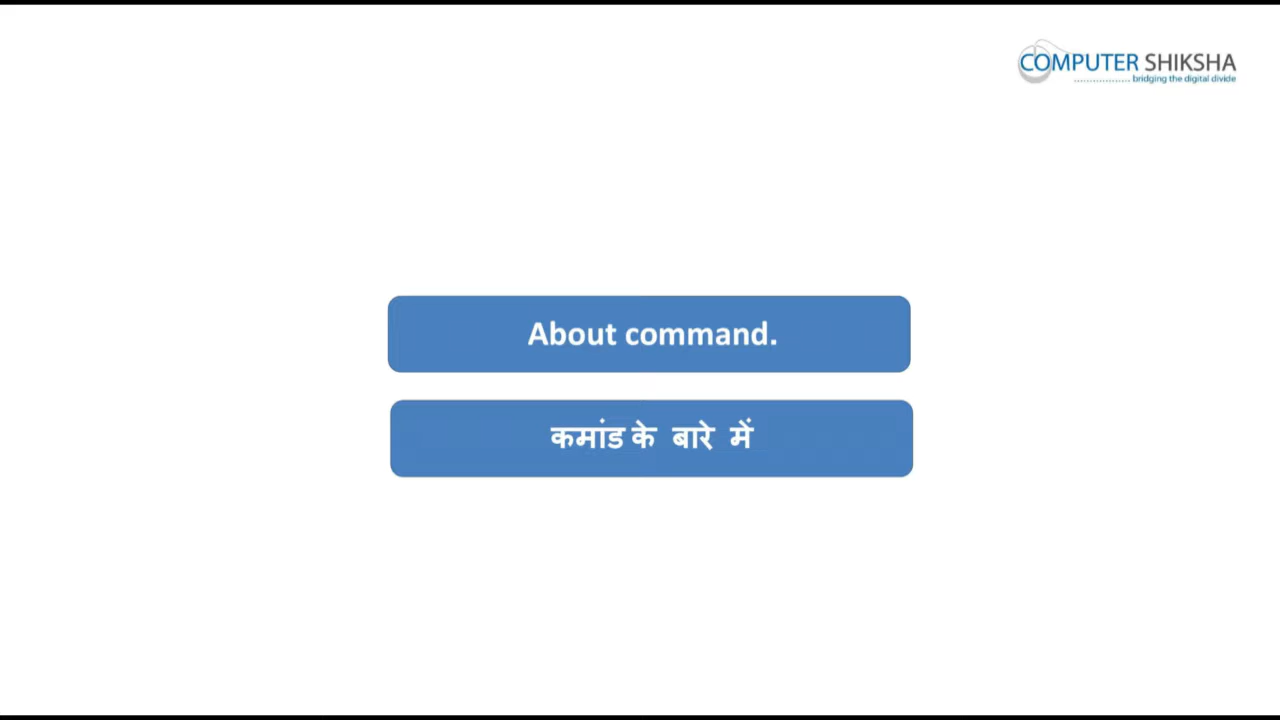 COMPUTER SHIKSHA
bridging the digital divide
About command.
कमांड के बारे में